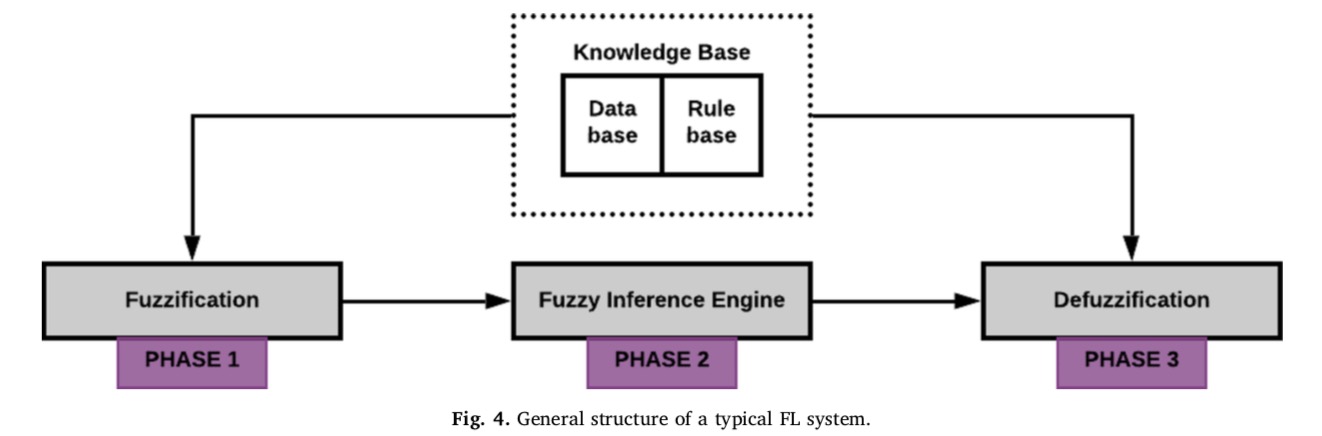 Knowledge Base
Data base
Rule base
Fuzzification
Fuzzy Inference Engine
Defuzzification
PHASE 1
PHASE 2
PHASE 3
Fig. 4. General structure of a typical FL system.